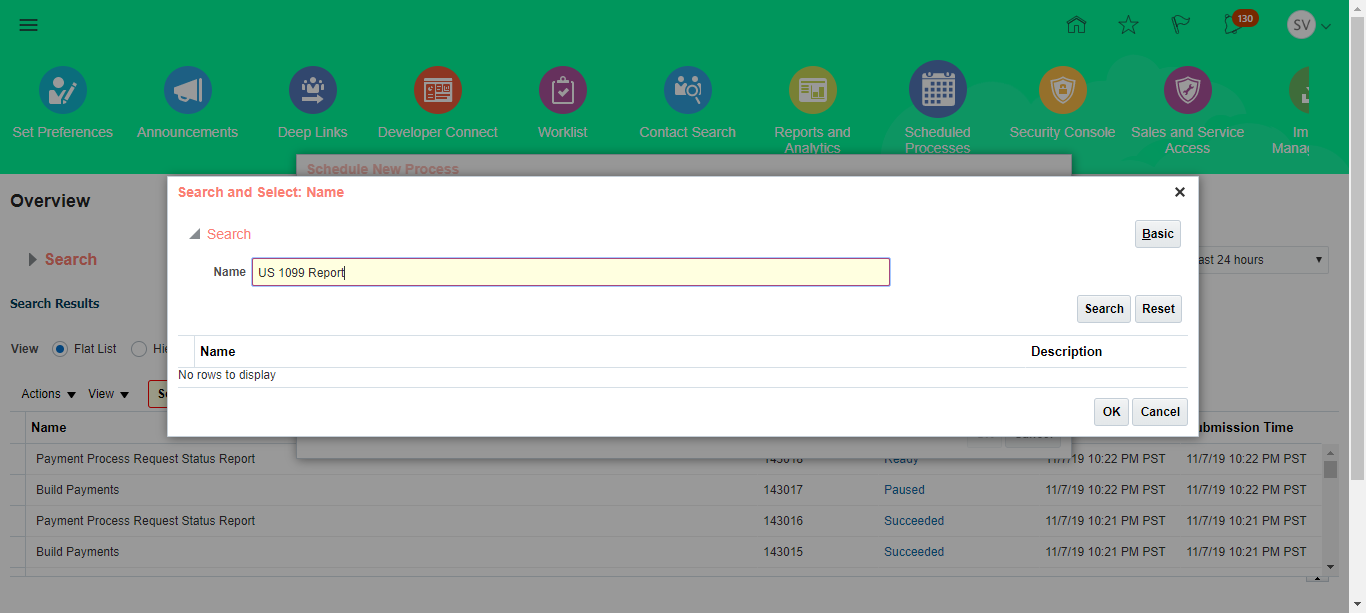 130
SV
Set Preferences
Announcements
Deep Links
Developer Connect
Worklist
Contact Search
Reports and Analytics
Scheduled Processes
Security Console
Sales and Service Access
Im
Manag
Schedule New Process
Overview
Search and Select: Name
Search
Basic
Name US 1099 Report
Search
ast 24 hours
Search Results
Search Reset
View Flat List Hi
Name Description
No rows to display
Actions View S
OK Cancel
Name ubmission Time
Payment Process Request Status Report 143018 Ready 11/7/19 10:22 PM PST 11/7/19 10:22 PM PST
Build Payments 143017 Paused 11/7/19 10:22 PM PST 11/7/19 10:22 PM PST
Payment Process Request Status Report 143016 Succeeded 11/7/19 10:21 PM PST 11/7/19 10:21 PM PST
Build Payments 143015 Succeeded 11/7/19 10:21 PM PST 11/7/19 10:21 PM PST